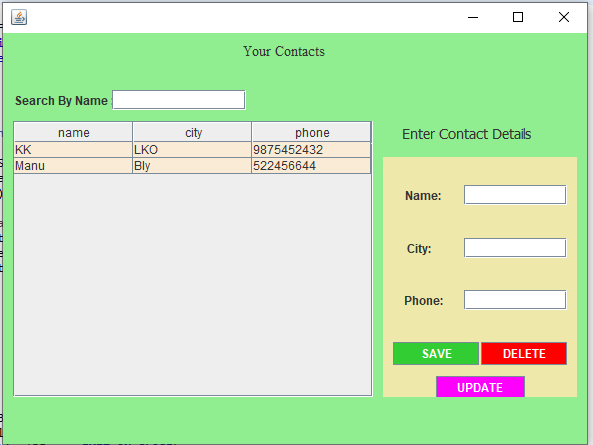 Your Contacts
Search By Name
name city phone
KK LKO 9875452432
Manu Bly 522456644
Enter Contact Details
Name:
City:
Phone:
SAVE DELETE
UPDATE